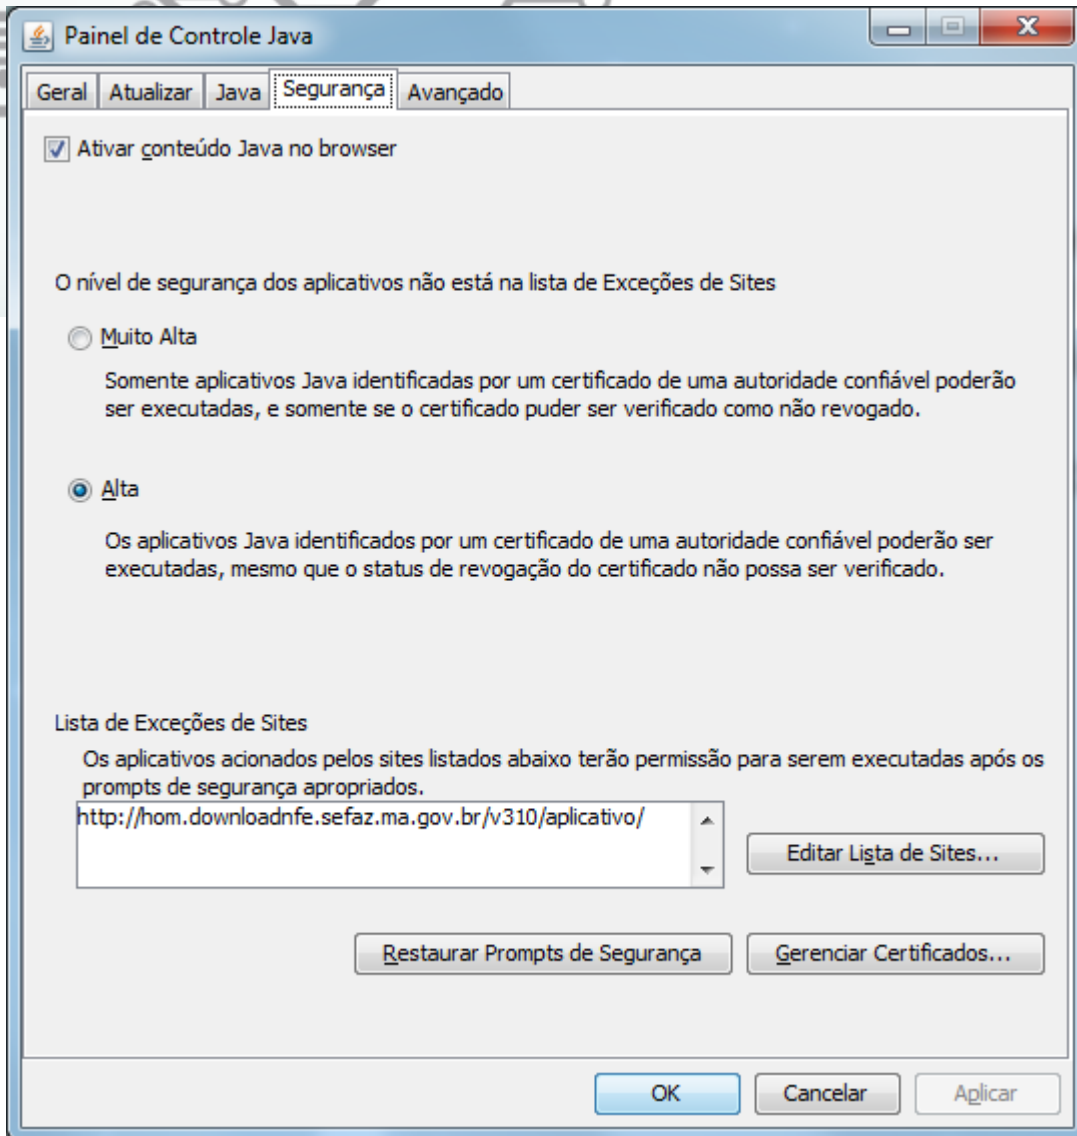 Painel de Controle Java
Geral Atualizar Java Segurança Avançado
Ativar conteúdo Java no browser
O nível de segurança dos aplicativos não está na lista de Exceções de Sites
Muito Alta
Somente aplicativos Java identificadas por um certificado de uma autoridade confiável poderão
ser executadas, e somente se o certificado puder ser verificado como não revogado.
Alta
Os aplicativos Java identificados por um certificado de uma autoridade confiável poderão ser
executadas, mesmo que o status de revogação do certificado não possa ser verificado.
Lista de Exceções de Sites
Os aplicativos acionados pelos sites listados abaixo terão permissão para serem executadas após os
prompts de segurança apropriados.
http://hom.downloadnfe.sefaz.ma.gov.br/v310/aplicativo/
Editar Lista de Sites...
Restaurar Prompts de Segurança Gerenciar Certificados...
OK Cancelar Aplicar